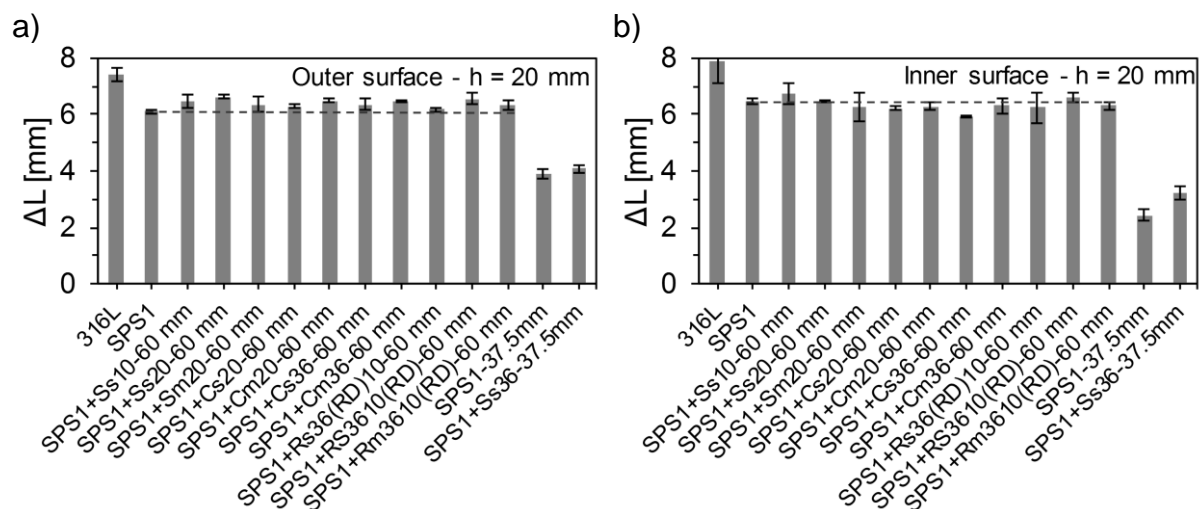 a)
Outer surface - h = 20 mm
ΔL [mm]
8
6
4
2
0
316L
SPS1
SPS1+Ss10-60 mm
SPS1+Ss20-60 mm
SPS1+Sm20-60 mm
SPS1+Cs20-60 mm
SPS1+Cm20-60 mm
SPS1+Cs36-60 mm
SPS1+Cm36-60 mm
SPS1+Rs36(RD)10-60 mm
SPS1+RS3610(RD)-60 mm
SPS1+Rm3610(RD)-60 mm
SPS1-37.5mm
SPS1+Ss36-37.5mm
b)
Inner surface - h = 20 mm
ΔL [mm]
8
6
4
2
0
316L
SPS1
SPS1+Ss10-60 mm
SPS1+Ss20-60 mm
SPS1+Sm20-60 mm
SPS1+Cs20-60 mm
SPS1+Cm20-60 mm
SPS1+Cs36-60 mm
SPS1+Cm36-60 mm
SPS1+Rs36(RD)10-60 mm
SPS1+RS3610(RD)-60 mm
SPS1+Rm3610(RD)-60 mm
SPS1-37.5mm
SPS1+Ss36-37.5mm